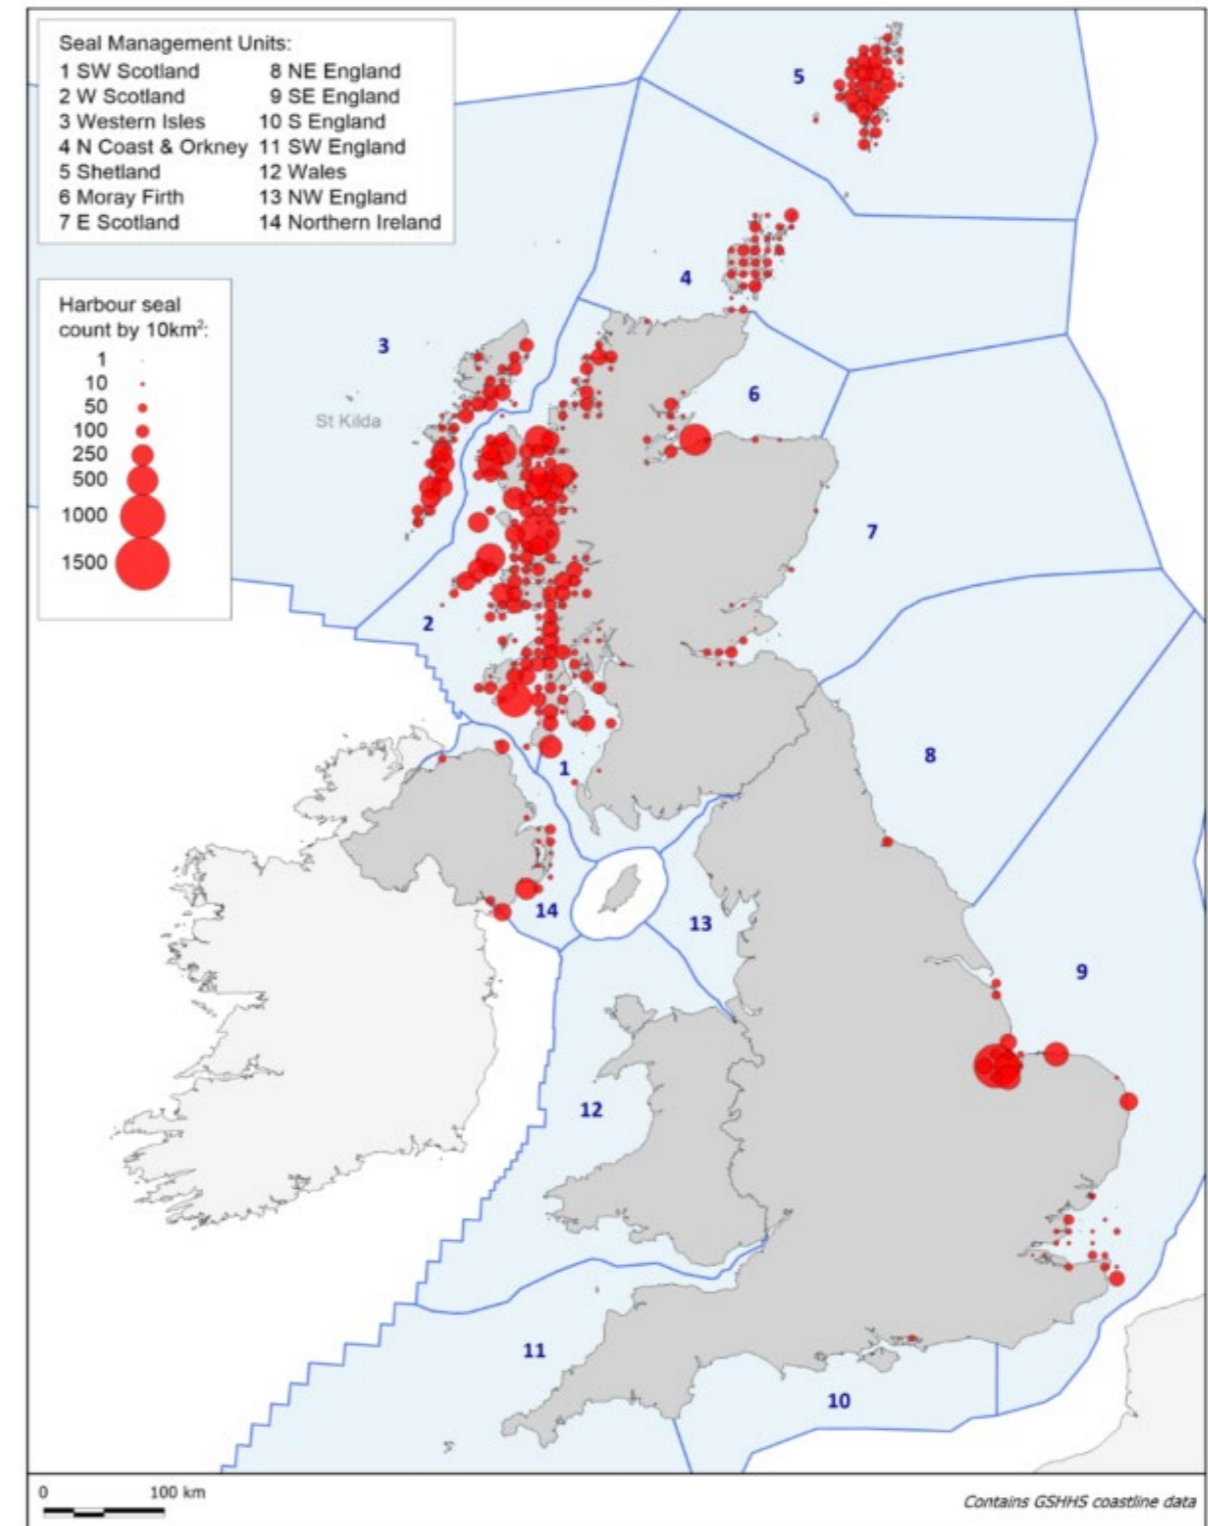 Seal Management Units:
1 SW Scotland 8 NE England
2 W Scotland 9 SE England
3 Western Isles 10 S England
4 N Coast & Orkney 11 SW England
5 Shetland 12 Wales
6 Moray Firth 13 NW England
7 E Scotland 14 Northern Ireland
5
4
Harbour seal
count by 10km²:
1
10
50
100
250
500
1000
1500
3
St Kilda
6
7
2
8
1
14
13
9
12
11
10
0 100 km
Contains GSHHS coastline data